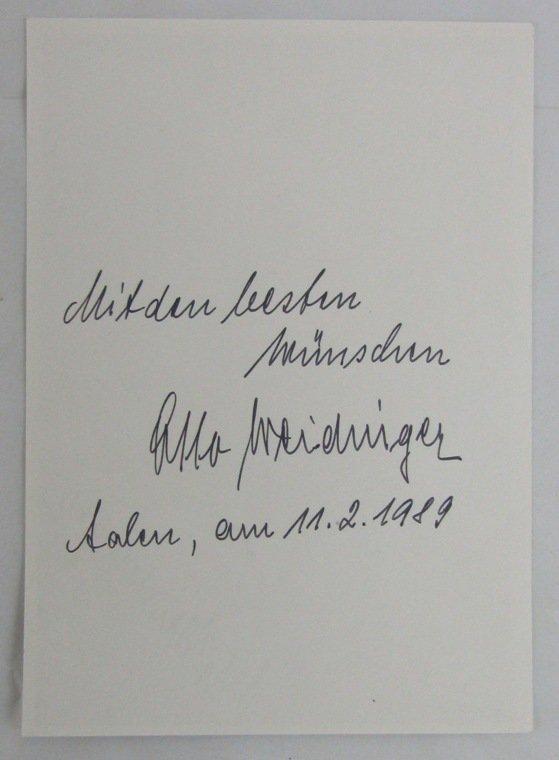 Mit den besten
Wünschen
Otto Weidinger
Aalen, am 11.2.1989